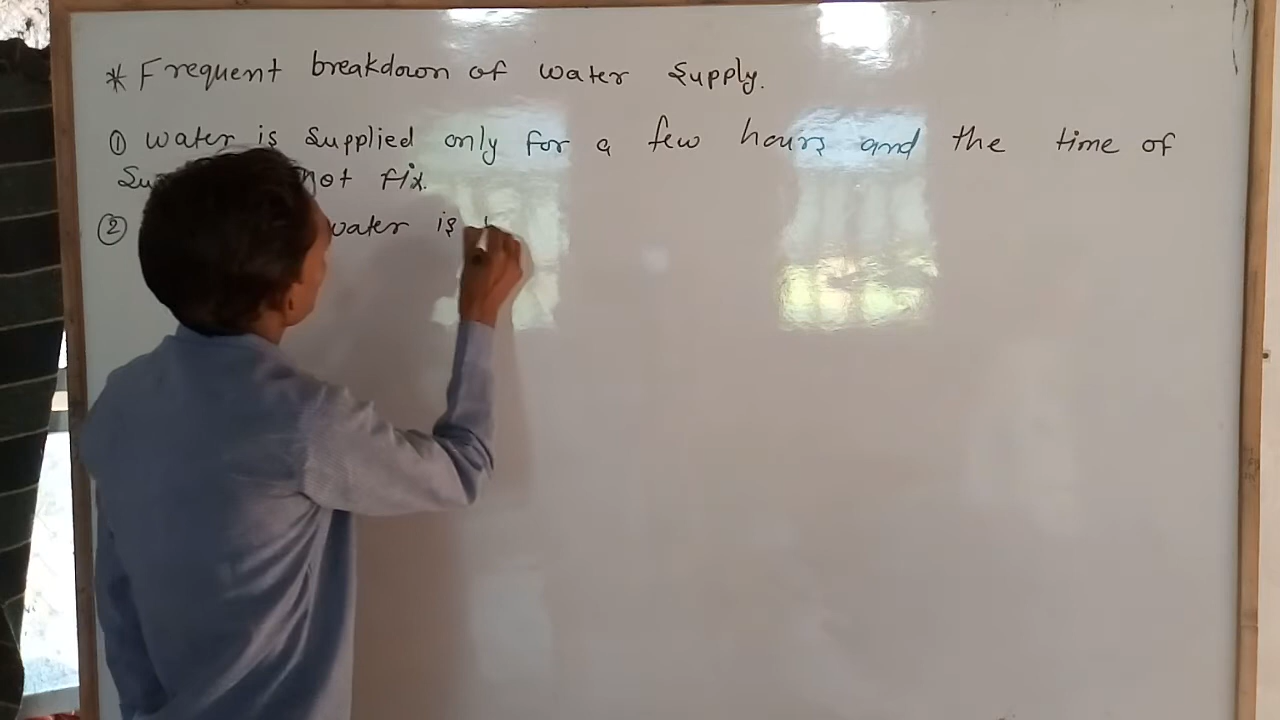 * Frequent breakdown of water supply.
① water is supplied only for a few hours and the time of
not fix.
② water is